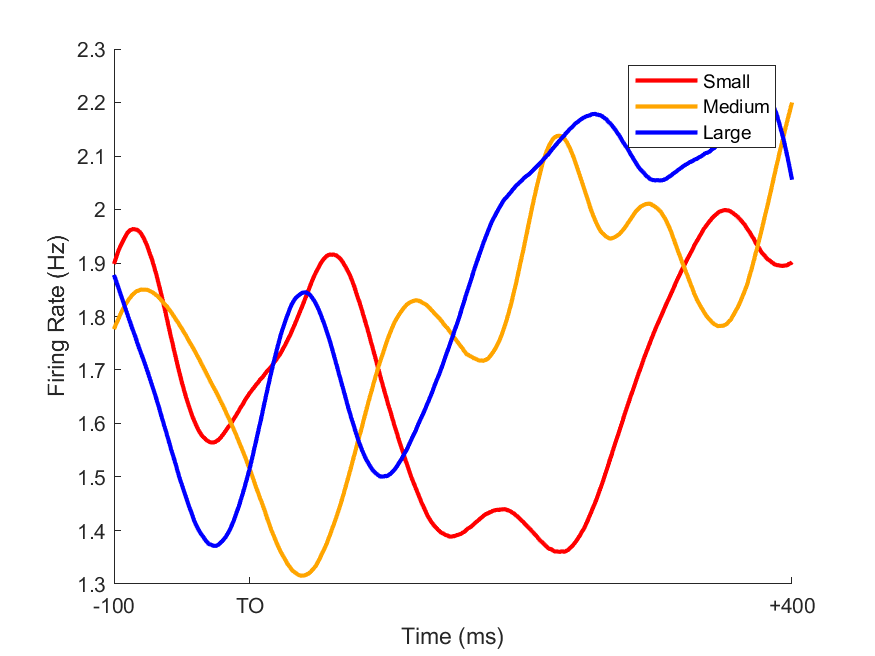 2.3
2.2
2.1
2
1.9
1.8
1.7
1.6
1.5
1.4
1.3
Firing Rate (Hz)
Small
Medium
Large
-100
TO
+400
Time (ms)